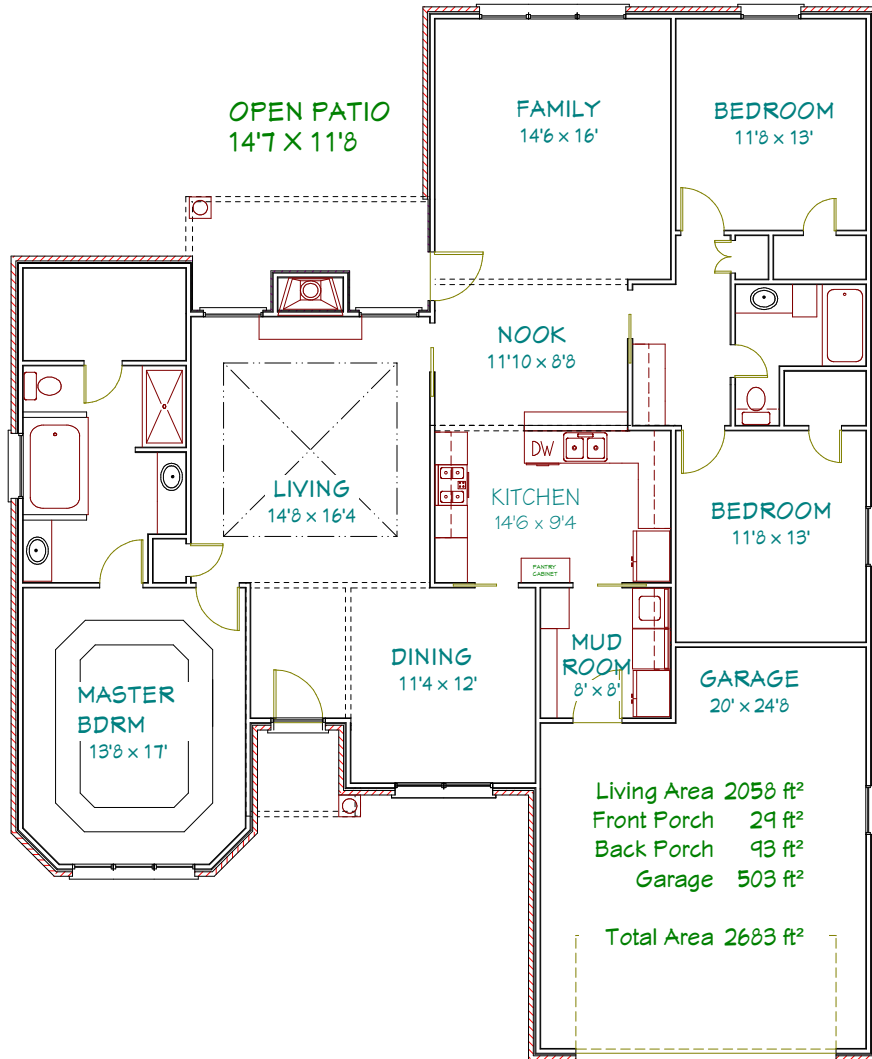 OPEN PATIO
14'7 X 11'8
FAMILY
14'6 x 16'
BEDROOM
11'8 x 13'
NOOK
11'10 x 8'8
LIVING
14'8 x 16'4
DW
KITCHEN
14'6 x 9'4
PANTRY
CABINET
BEDROOM
11'8 x 13'
MASTER
BDRM
13'8 x 17'
DINING
11'4 x 12'
MUD
ROOM
8' x 8'
GARAGE
20' x 24'8
Living Area 2058 ft²
Front Porch 29 ft²
Back Porch 93 ft²
Garage 503 ft²
Total Area 2683 ft²